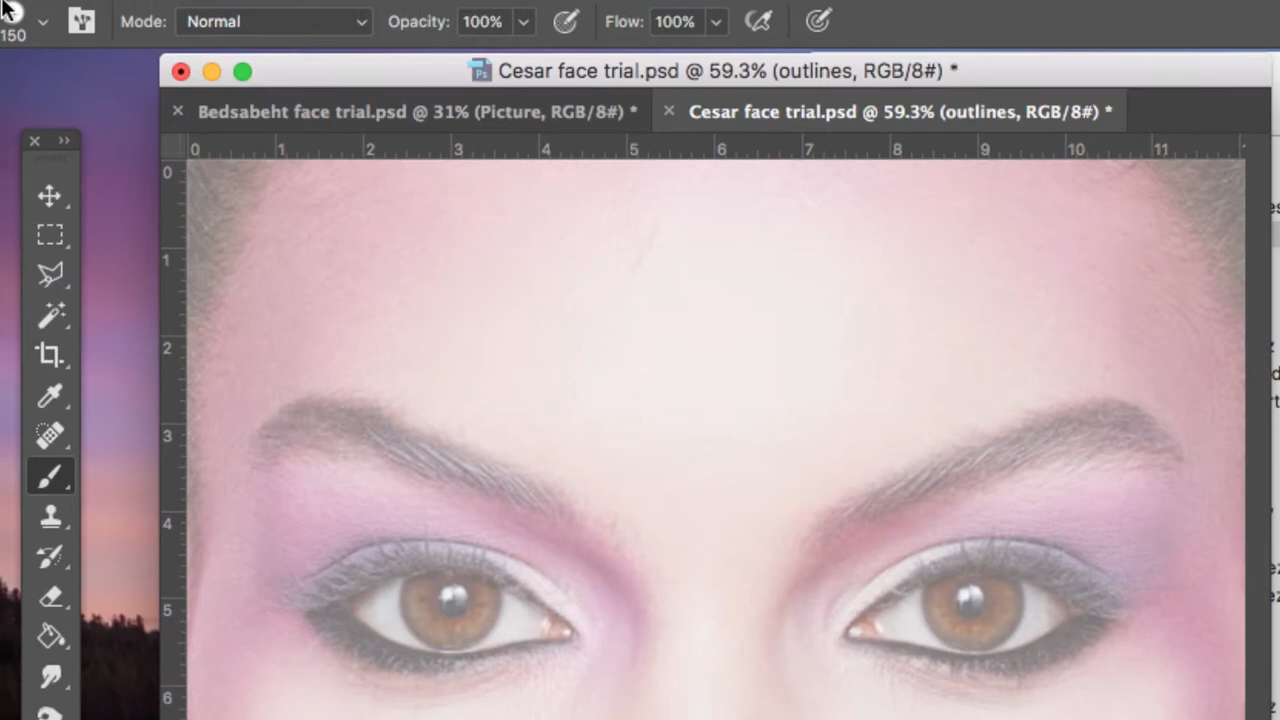 150 Mode: Normal Opacity: 100% Flow: 100%
Ps Cesar face trial.psd @ 59.3% (outlines, RGB/8#) *
× Bedsabeht face trial.psd @ 31% (Picture, RGB/8#) * × Cesar face trial.psd @ 59.3% (outlines, RGB/8#) *
0 1 2 3 4 5 6 7 8 9 10 11
0
1
2
3
4
5
6